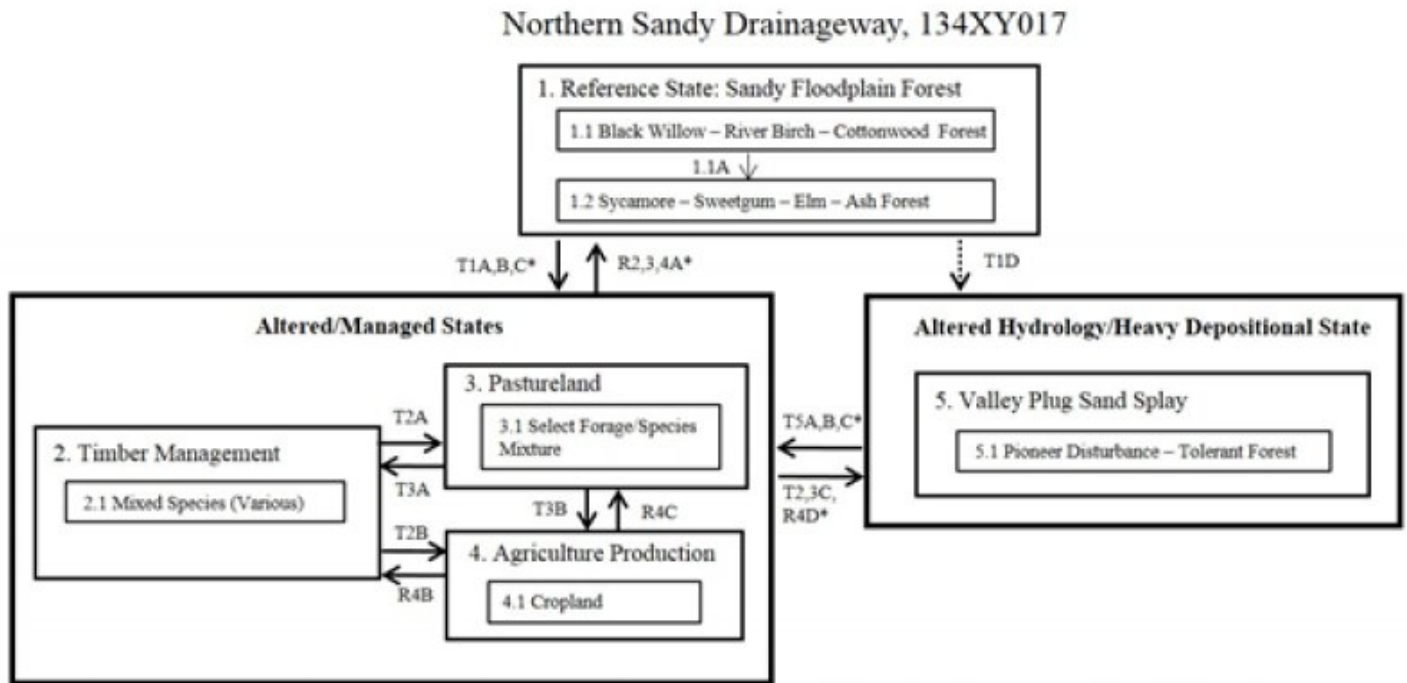 Northern Sandy Drainageway, 134XY017
1. Reference State: Sandy Floodplain Forest
1.1 Black Willow – River Birch – Cottonwood Forest
1.1A
1.2 Sycamore – Sweetgum – Elm – Ash Forest
T1A,B,C*
R2,3,4A*
T1D
Altered/Managed States
3. Pastureland
3.1 Select Forage/Species
Mixture
T2A
2. Timber Management
2.1 Mixed Species (Various)
T3A
T3B
R4C
T2B
4. Agriculture Production
R4B
4.1 Cropland
Altered Hydrology/Heavy Depositional State
5. Valley Plug Sand Splay
5.1 Pioneer Disturbance – Tolerant Forest
T5A,B,C*
T2,3C,
R4D*